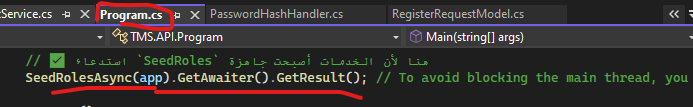 tService.cs Program.cs PasswordHashHandler.cs RegisterRequestModel.cs
TMS.API.Program Main(string[] args)
// ✅ استدعاء `SeedRoles` هنا لأن الخدمات أصبحت جاهزة
SeedRolesAsync(app).GetAwaiter().GetResult(); // To avoid blocking the main thread, you